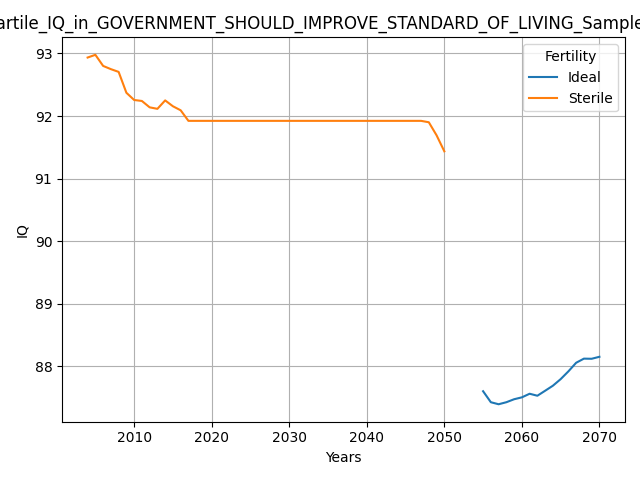 artile_IQ_in_GOVERNMENT_SHOULD_IMPROVE_STANDARD_OF_LIVING_Sample
Fertility
Ideal
Sterile
IQ
93
92
91
90
89
88
2010 2020 2030 2040 2050 2060 2070
Years